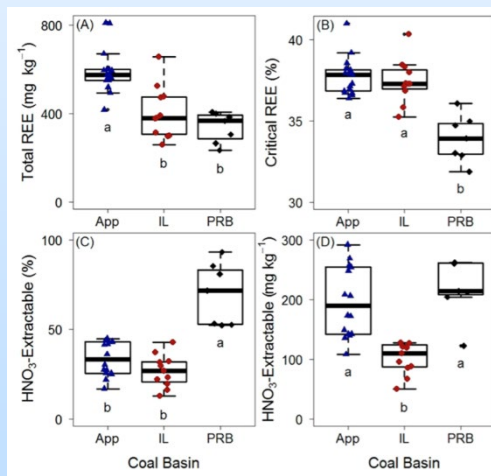 (A)
Total REE (mg kg⁻¹)
800
400
0
a
b
b
App
IL
PRB
(B)
Critical REE (%)
40
35
30
a
a
b
App
IL
PRB
(C)
HNO₃-Extractable (%)
100
50
0
b
b
a
App
IL
PRB
Coal Basin
(D)
HNO₃-Extractable (mg kg⁻¹)
300
200
100
0
a
b
a
App
IL
PRB
Coal Basin